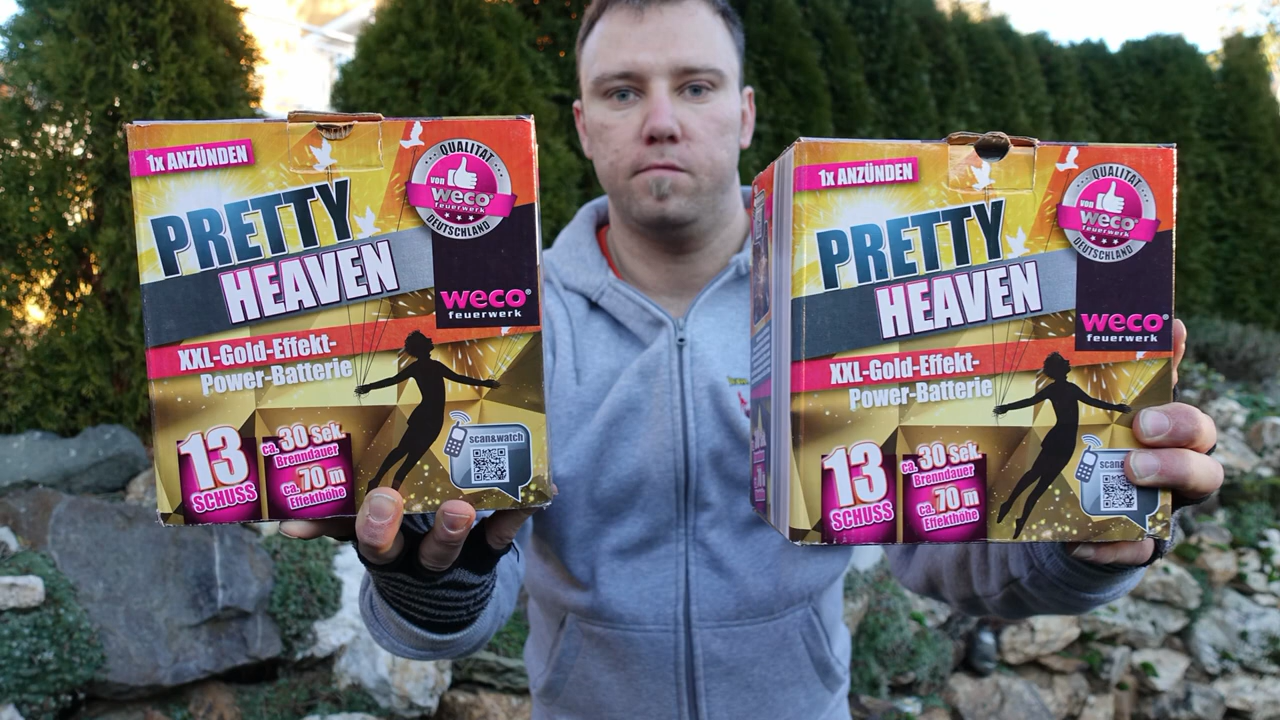 1x ANZÜNDEN
QUALITÄT
von
weco
feuerwerk
DEUTSCHLAND
PRETTY
HEAVEN
weco
feuerwerk
XXL-Gold-Effekt-
Power-Batterie
13
SCHUSS
ca. 30 Sek.
Brenndauer
ca. 70 m
Effekthöhe
scan&watch
1x ANZÜNDEN
QUALITÄT
von
weco
feuerwerk
DEUTSCHLAND
PRETTY
HEAVEN
weco
feuerwerk
XXL-Gold-Effekt-
Power-Batterie
13
SCHUSS
ca. 30 Sek.
Brenndauer
ca. 70 m
Effekthöhe